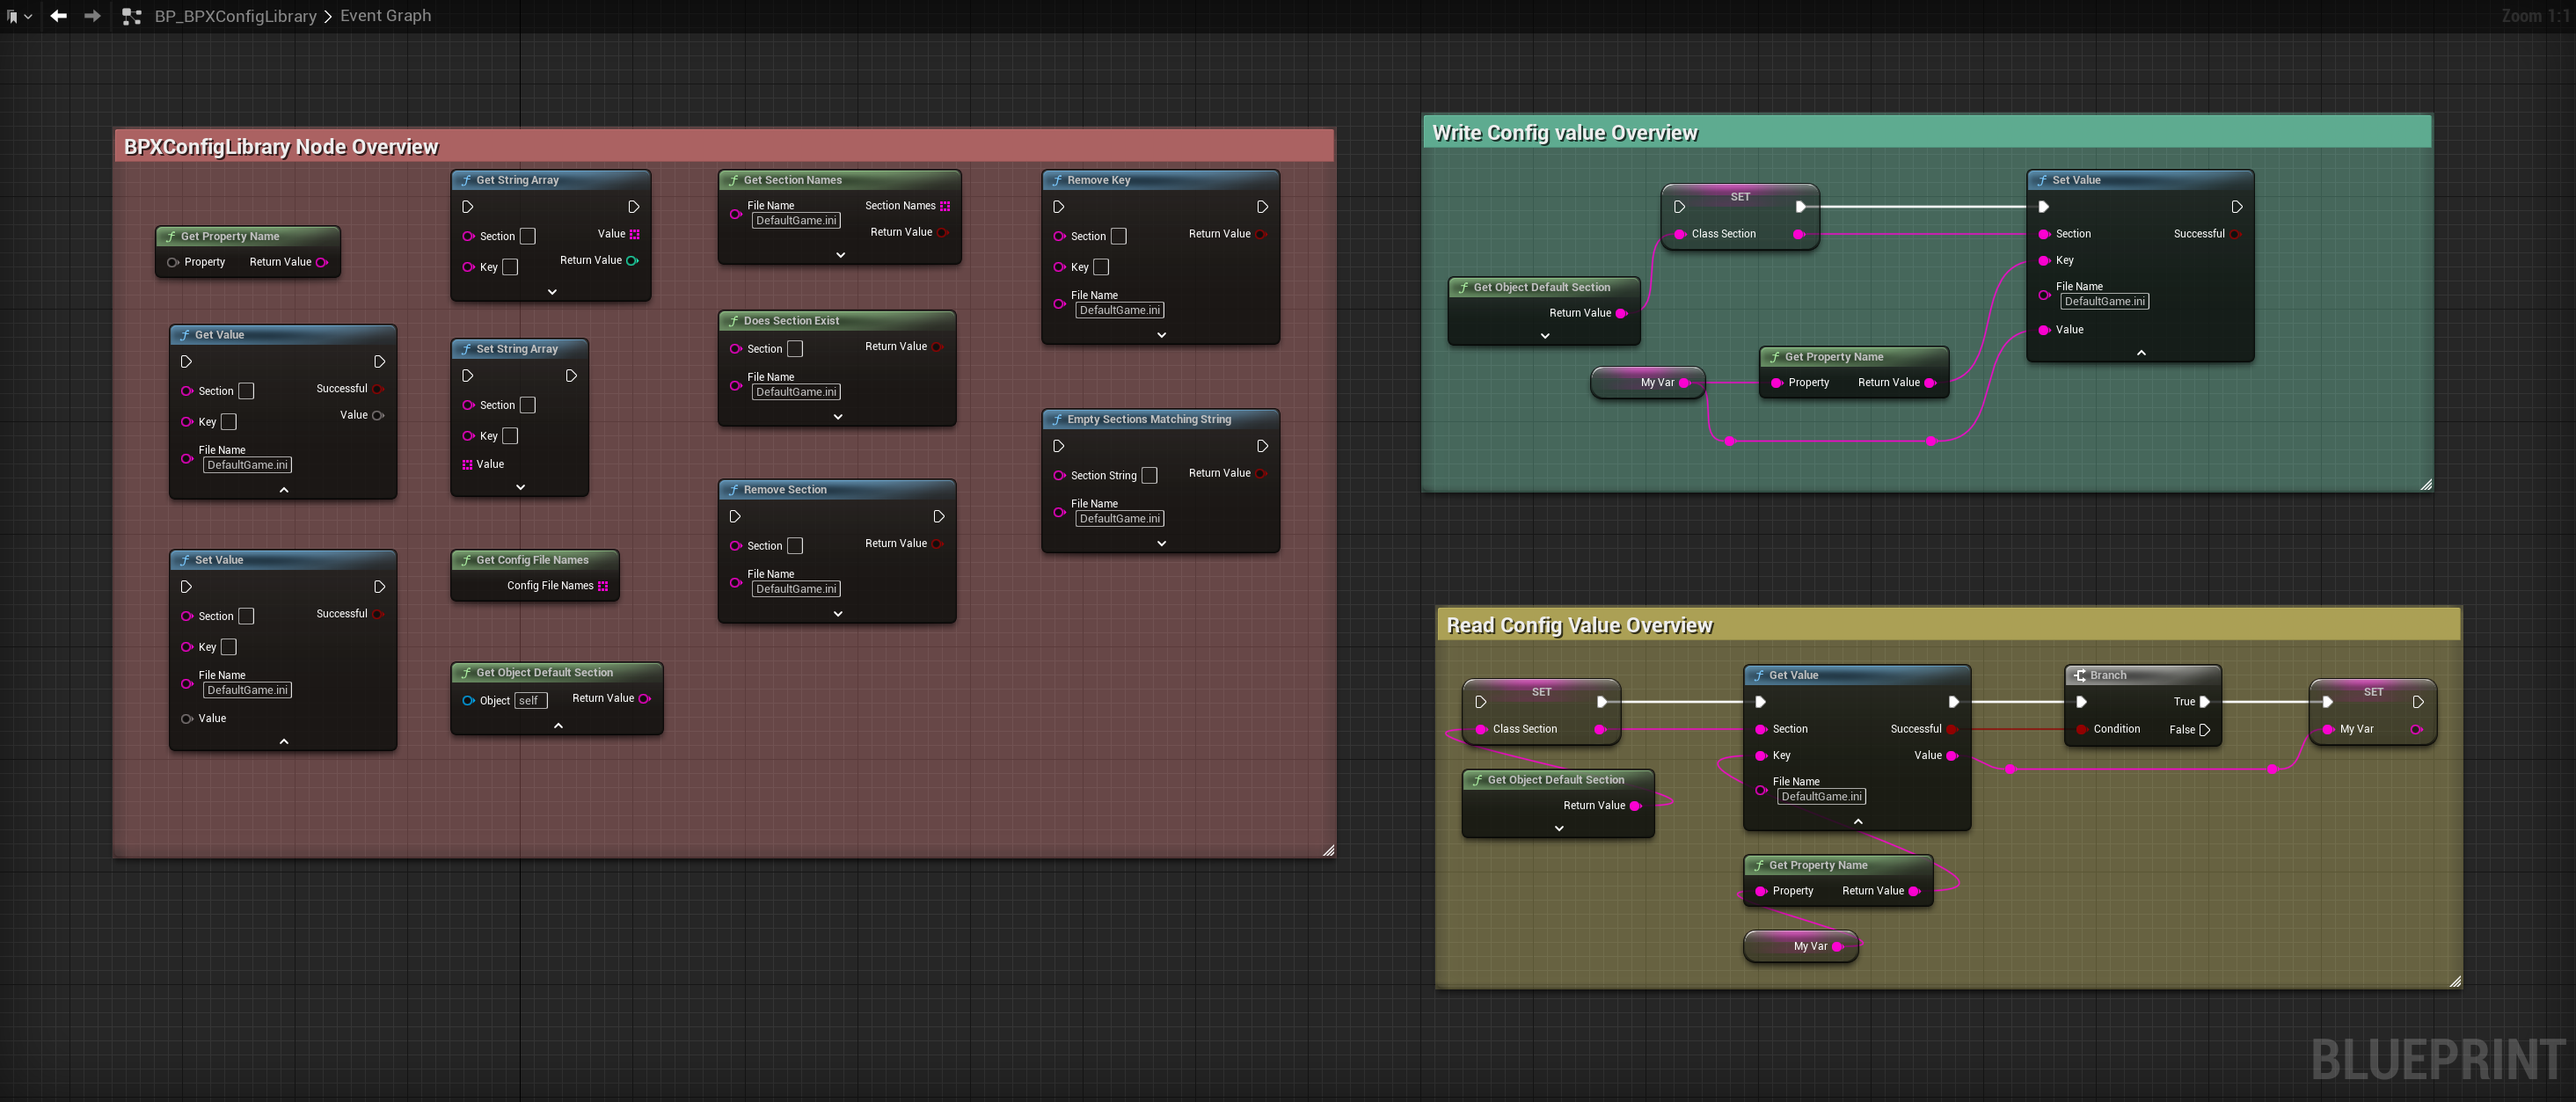 BP_BPXConfigLibrary > Event Graph
Zoom 1:1
BPXConfigLibrary Node Overview
Get Property Name
Property Return Value
Get Value
Section Successful
Key Value
File Name
DefaultGame.ini
Set Value
Section Successful
Key
File Name
DefaultGame.ini
Value
Get String Array
Section Value
Key Return Value
Set String Array
Section
Key
Value
Get Config File Names
Config File Names
Get Object Default Section
Object self Return Value
Get Section Names
File Name Section Names
DefaultGame.ini
Return Value
Does Section Exist
Section Return Value
File Name
DefaultGame.ini
Remove Section
Section Return Value
File Name
DefaultGame.ini
Remove Key
Section Return Value
Key
File Name
DefaultGame.ini
Empty Sections Matching String
Section String Return Value
File Name
DefaultGame.ini
Write Config value Overview
SET
Class Section
Get Object Default Section
Return Value
My Var
Get Property Name
Property Return Value
Set Value
Section Successful
Key
File Name
DefaultGame.ini
Value
Read Config Value Overview
SET
Class Section
Get Object Default Section
Return Value
Get Value
Section Successful
Key Value
File Name
DefaultGame.ini
Get Property Name
Property Return Value
My Var
Branch
True
Condition False
SET
My Var
BLUEPRINT